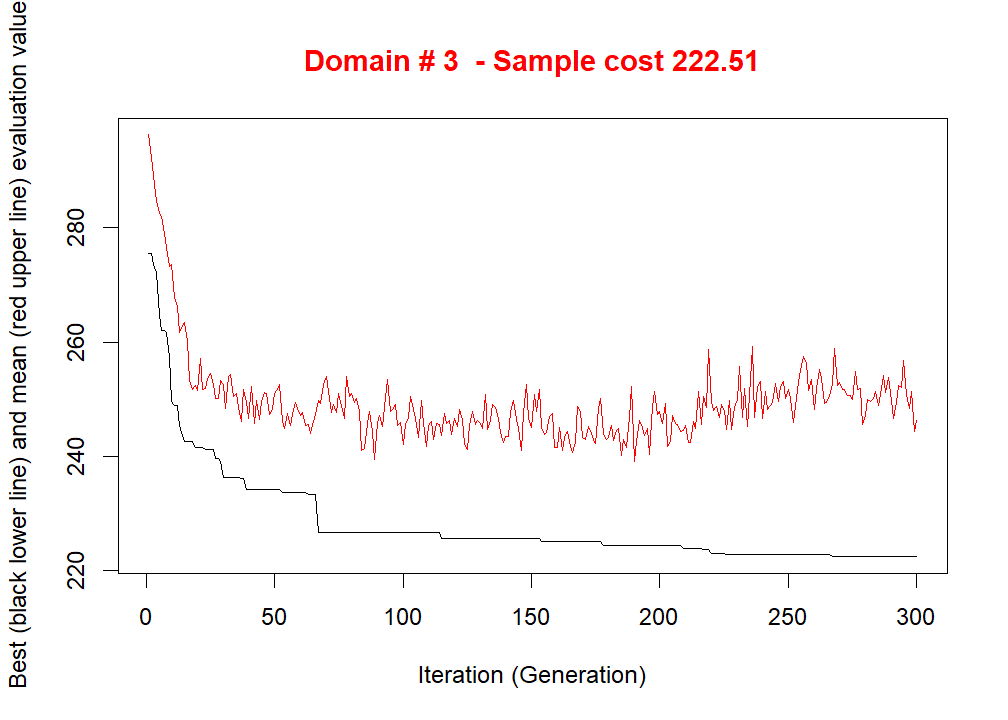 Domain # 3  - Sample cost 222.51
Best (black lower line) and mean (red upper line) evaluation value
280
260
240
220
0 50 100 150 200 250 300
Iteration (Generation)